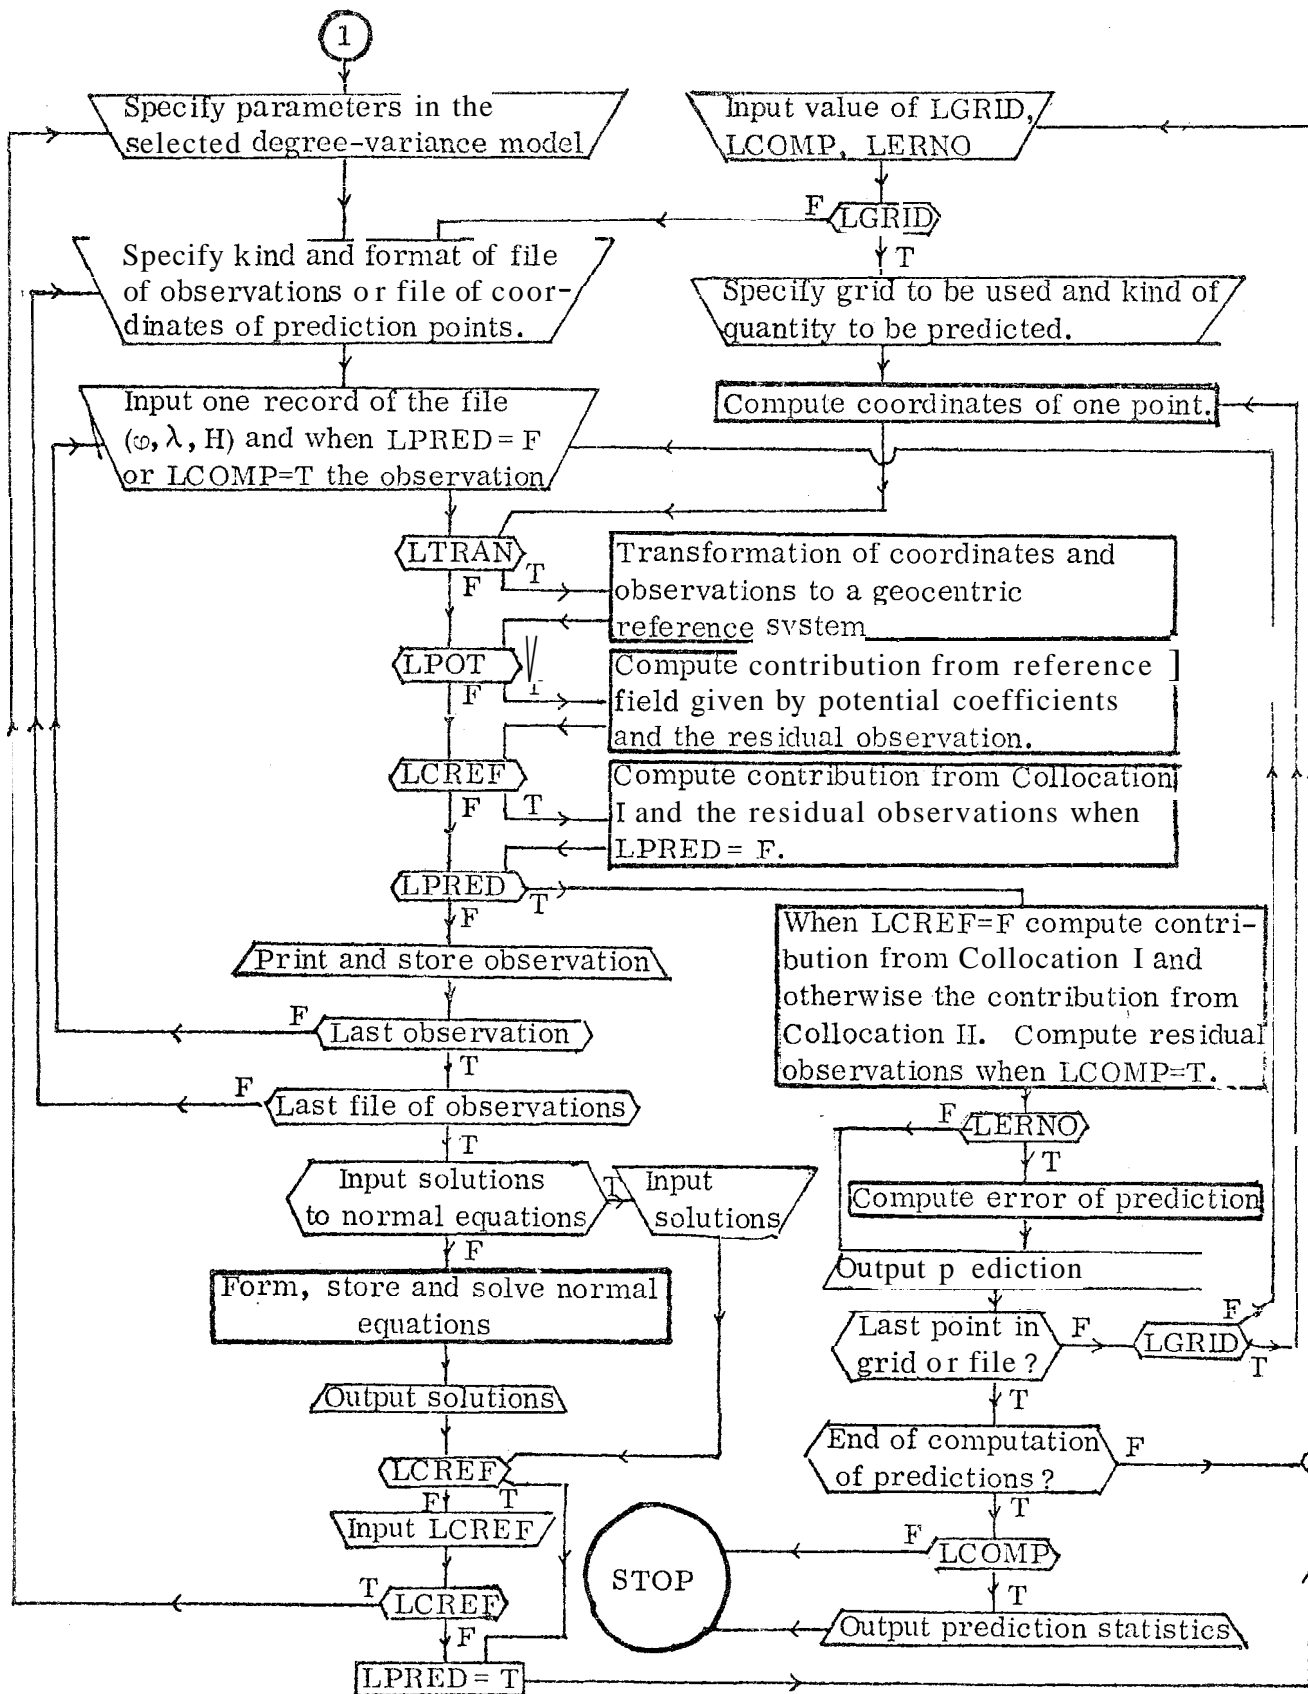 1
Specify parameters in the
selected degree-variance model
Input value of LGRID,
LCOMP, LERNO
F
LGRID
T
Specify kind and format of file
of observations or file of coor-
dinates of prediction points.
Specify grid to be used and kind of
quantity to be predicted.
Input one record of the file
(φ, λ, H) and when LPRED = F
or LCOMP=T the observation
Compute coordinates of one point.
LTRAN
T
F
Transformation of coordinates and
observations to a geocentric
reference system
LPOT
T
F
Compute contribution from reference
field given by potential coefficients
and the residual observation.
LCREF
T
F
Compute contribution from Collocation
I and the residual observations when
LPRED = F.
LPRED
T
F
When LCREF=F compute contri-
bution from Collocation I and
otherwise the contribution from
Collocation II. Compute residual
observations when LCOMP=T.
Print and store observation
F
Last observation
T
F
Last file of observations
T
F
LERNO
T
Compute error of prediction
Input solutions
to normal equations
T
F
Input
solutions
Output p ediction
Form, store and solve normal
equations
Last point in
grid or file ?
F
T
LGRID
F
T
Output solutions
End of computation
of predictions ?
F
T
LCREF
F
T
Input LCREF
STOP
F
LCOMP
T
T
LCREF
F
Output prediction statistics
LPRED = T